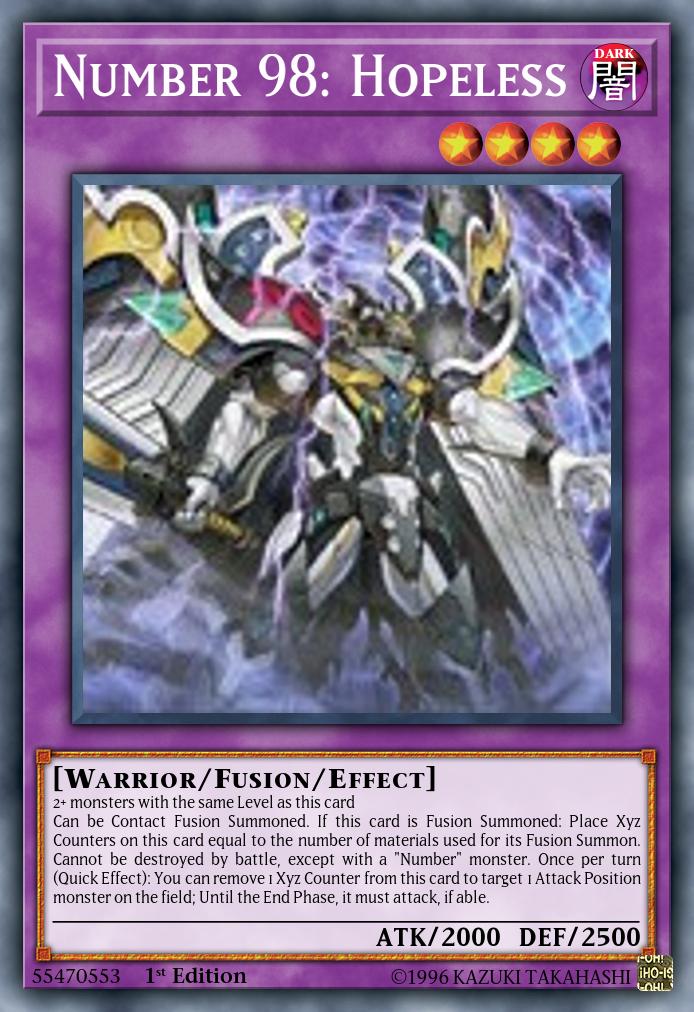 Number 98: Hopeless
DARK
闇
[Warrior/Fusion/Effect]
2+ monsters with the same Level as this card
Can be Contact Fusion Summoned. If this card is Fusion Summoned: Place Xyz
Counters on this card equal to the number of materials used for its Fusion Summon.
Cannot be destroyed by battle, except with a "Number" monster. Once per turn
(Quick Effect): You can remove 1 Xyz Counter from this card to target 1 Attack Position
monster on the field; Until the End Phase, it must attack, if able.
ATK/2000 DEF/2500
55470553 1st Edition ©1996 KAZUKI TAKAHASHI